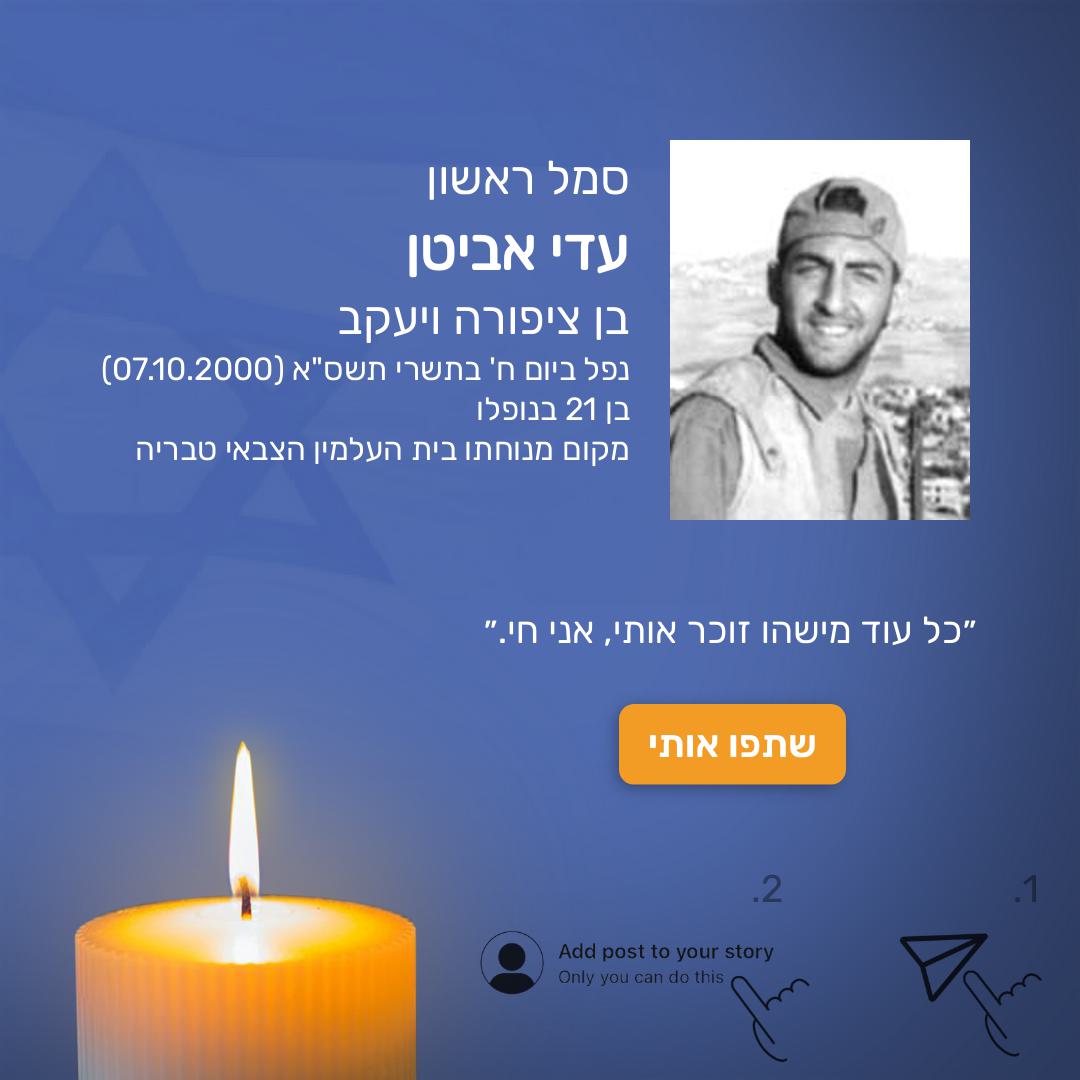 סמל ראשון
עדי אביטן
בן ציפורה ויעקב
נפל ביום ח' בתשרי תשס"א (07.10.2000)
בן 21 בנופלו
מקום מנוחתו בית העלמין הצבאי טבריה
״כל עוד מישהו זוכר אותי, אני חי.״
שתפו אותי
1.
2.
Add post to your story
Only you can do this